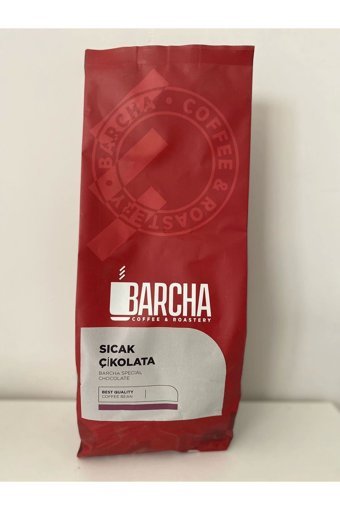 BARCHA • COFFEE & ROASTERY •
BARCHA
COFFEE & ROASTERY
SICAK
ÇİKOLATA
BARCHA SPECIAL
CHOCOLATE
BEST QUALITY
COFFEE BEAN